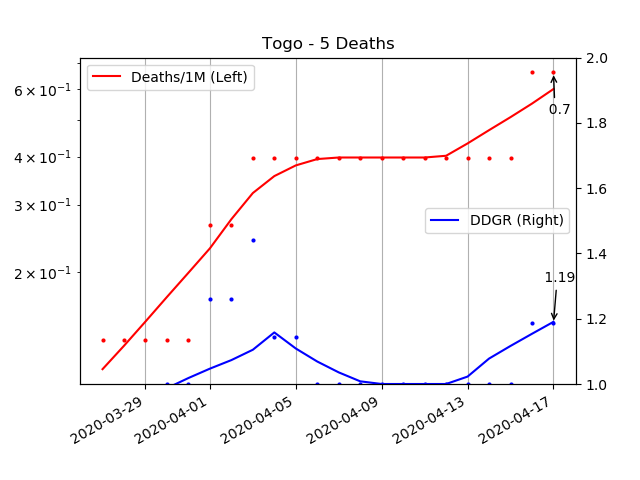 Togo - 5 Deaths
Deaths/1M (Left)
6 × 10⁻¹
4 × 10⁻¹
3 × 10⁻¹
2 × 10⁻¹
2.0
1.8
1.6
1.4
1.2
1.0
0.7
DDGR (Right)
1.19
2020-03-29
2020-04-01
2020-04-05
2020-04-09
2020-04-13
2020-04-17